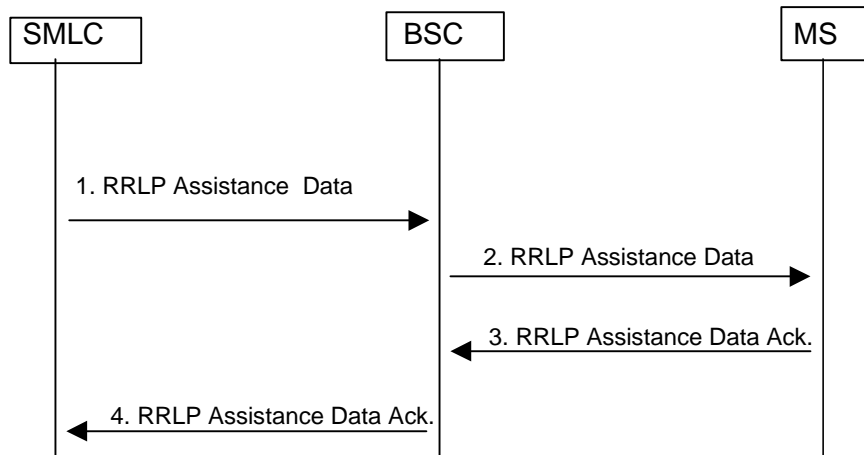 SMLC
BSC
MS
1. RRLP Assistance Data
2. RRLP Assistance Data
3. RRLP Assistance Data Ack.
4. RRLP Assistance Data Ack.